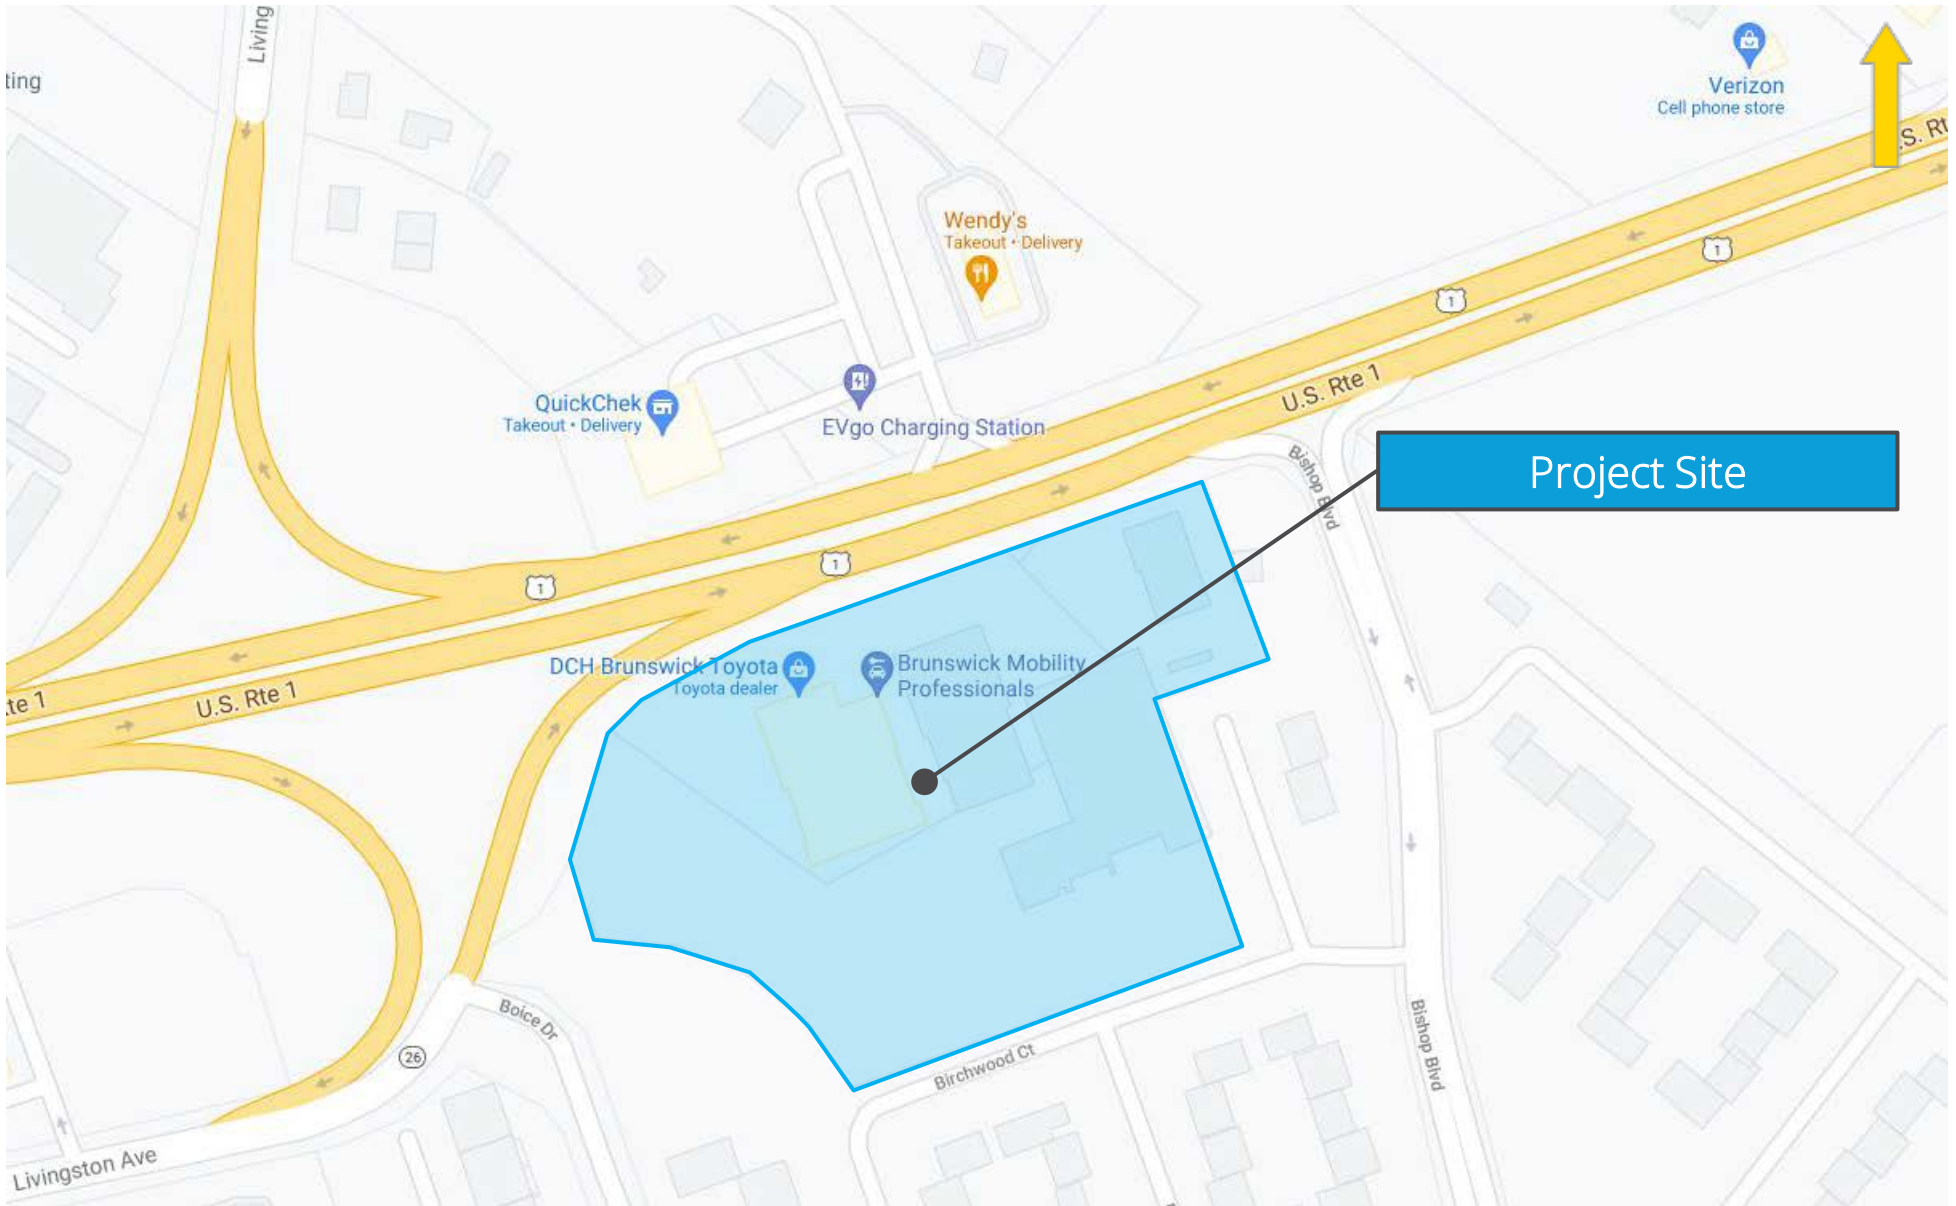 Living
ting
Verizon
Cell phone store
S. Rt
Wendy's
Takeout • Delivery
1
1
U.S. Rte 1
QuickChek
Takeout • Delivery
EVgo Charging Station
Bishop Blvd
Project Site
1
1
DCH Brunswick Toyota
Toyota dealer
Brunswick Mobility
Professionals
te 1
U.S. Rte 1
Boice Dr
26
Birchwood Ct
Bishop Blvd
Livingston Ave